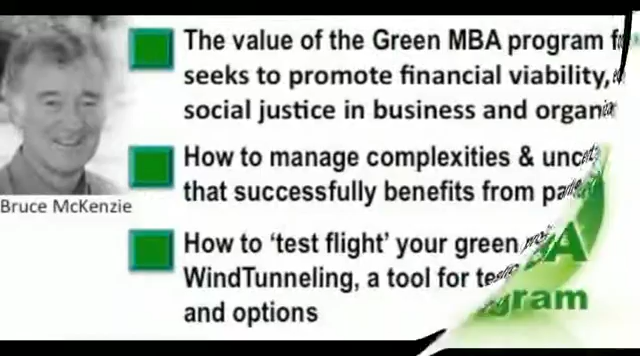 The value of the Green MBA program
seeks to promote financial viability,
social justice in business and
Bruce McKenzie
How to manage complexities &
that successfully benefits from
How to ‘test flight’ your green
WindTunneling, a tool for
and options